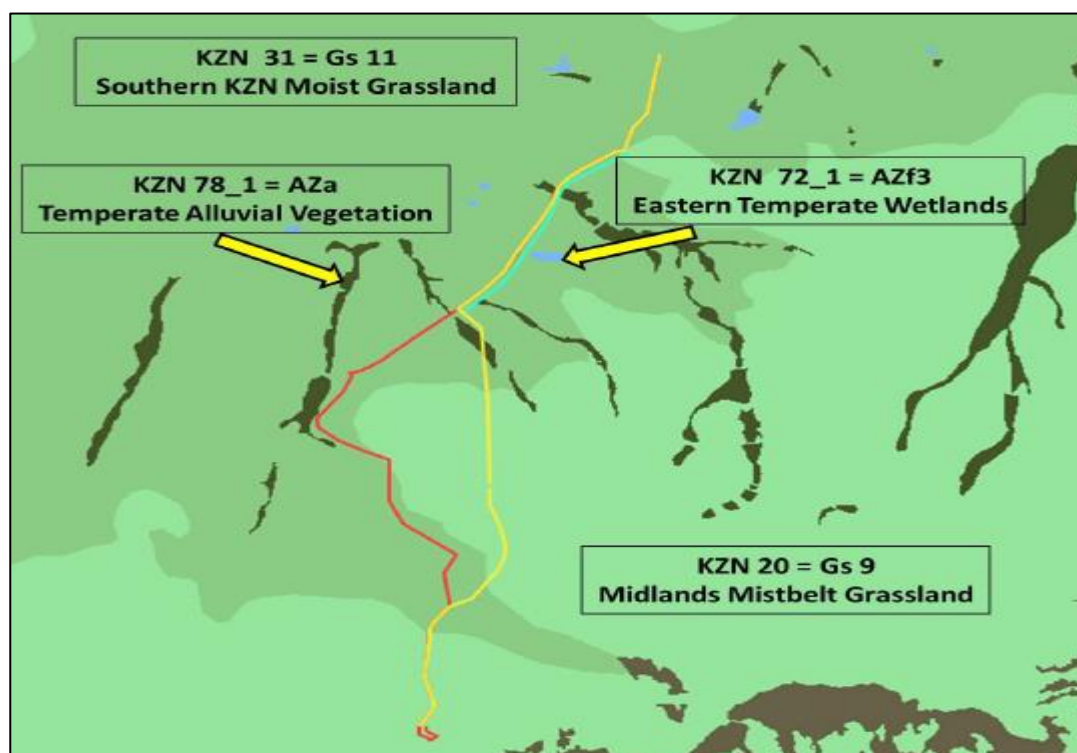 KZN 31 = Gs 11
Southern KZN Moist Grassland
KZN 78_1 = AZa
Temperate Alluvial Vegetation
KZN 72_1 = AZf3
Eastern Temperate Wetlands
KZN 20 = Gs 9
Midlands Mistbelt Grassland